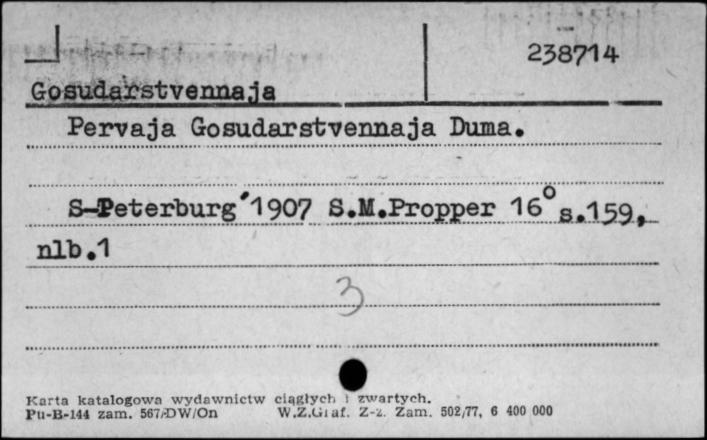 238714
Gosudarstvennaja
Pervaja Gosudarstvennaja Duma.
S-Peterburg 1907 S.M.Propper 16° s.159,
nlb.1
3
Karta katalogowa wydawnictw ciągłych i zwartych.
Pu-B-144 zam. 567/DW/On W.Z.Graf. Z-z. Zam. 502/77, 6 400 000